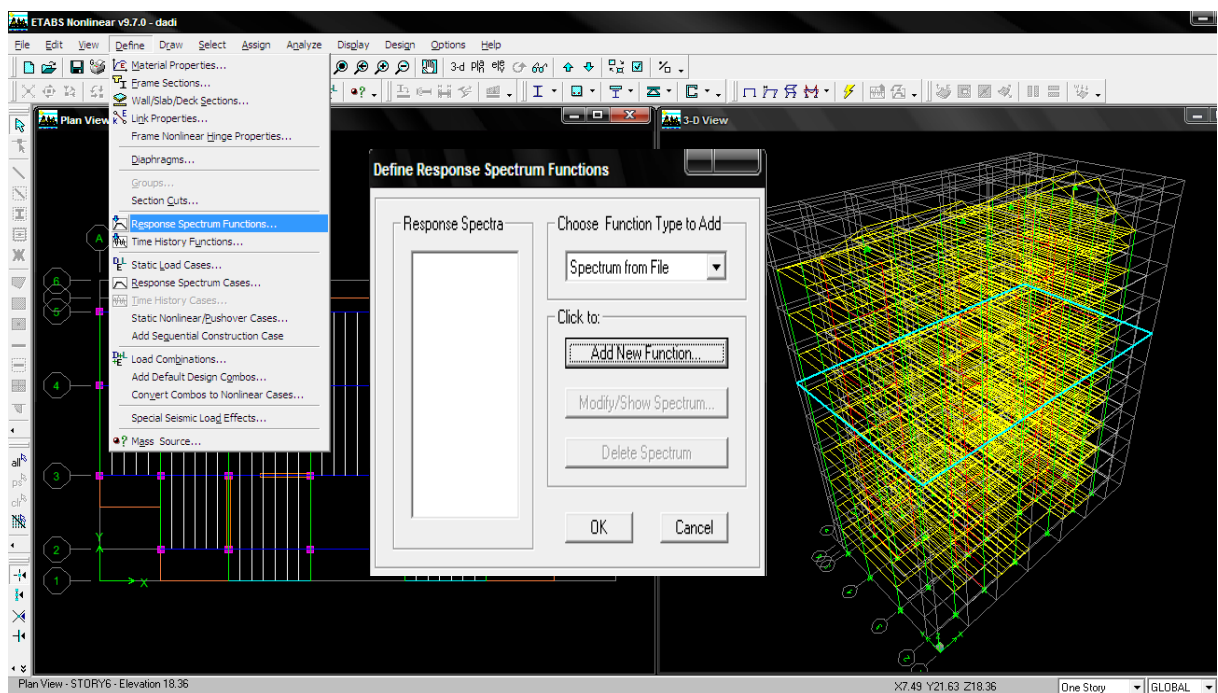 ETABS Nonlinear v9.7.0 - dadi
File Edit View Define Draw Select Assign Analyze Display Design Options Help
3-d
Material Properties...
Frame Sections...
Wall/Slab/Deck Sections...
Link Properties...
Frame Nonlinear Hinge Properties...
Diaphragms...
Groups...
Section Cuts...
Response Spectrum Functions...
Time History Functions...
Static Load Cases...
Response Spectrum Cases...
Time History Cases...
Static Nonlinear/Pushover Cases...
Add Sequential Construction Case
Load Combinations...
Add Default Design Combos...
Convert Combos to Nonlinear Cases...
Special Seismic Load Effects...
Mass Source...
all
ps
clr
Plan View
A
6
5
4
3
2
1
Y
X
Define Response Spectrum Functions
Response Spectra
Choose Function Type to Add
Spectrum from File
Click to:
Add New Function...
Modify/Show Spectrum...
Delete Spectrum
OK
Cancel
3-D View
Plan View - STORY6 - Elevation 18.36
X7.49 Y21.63 Z18.36
One Story
GLOBAL